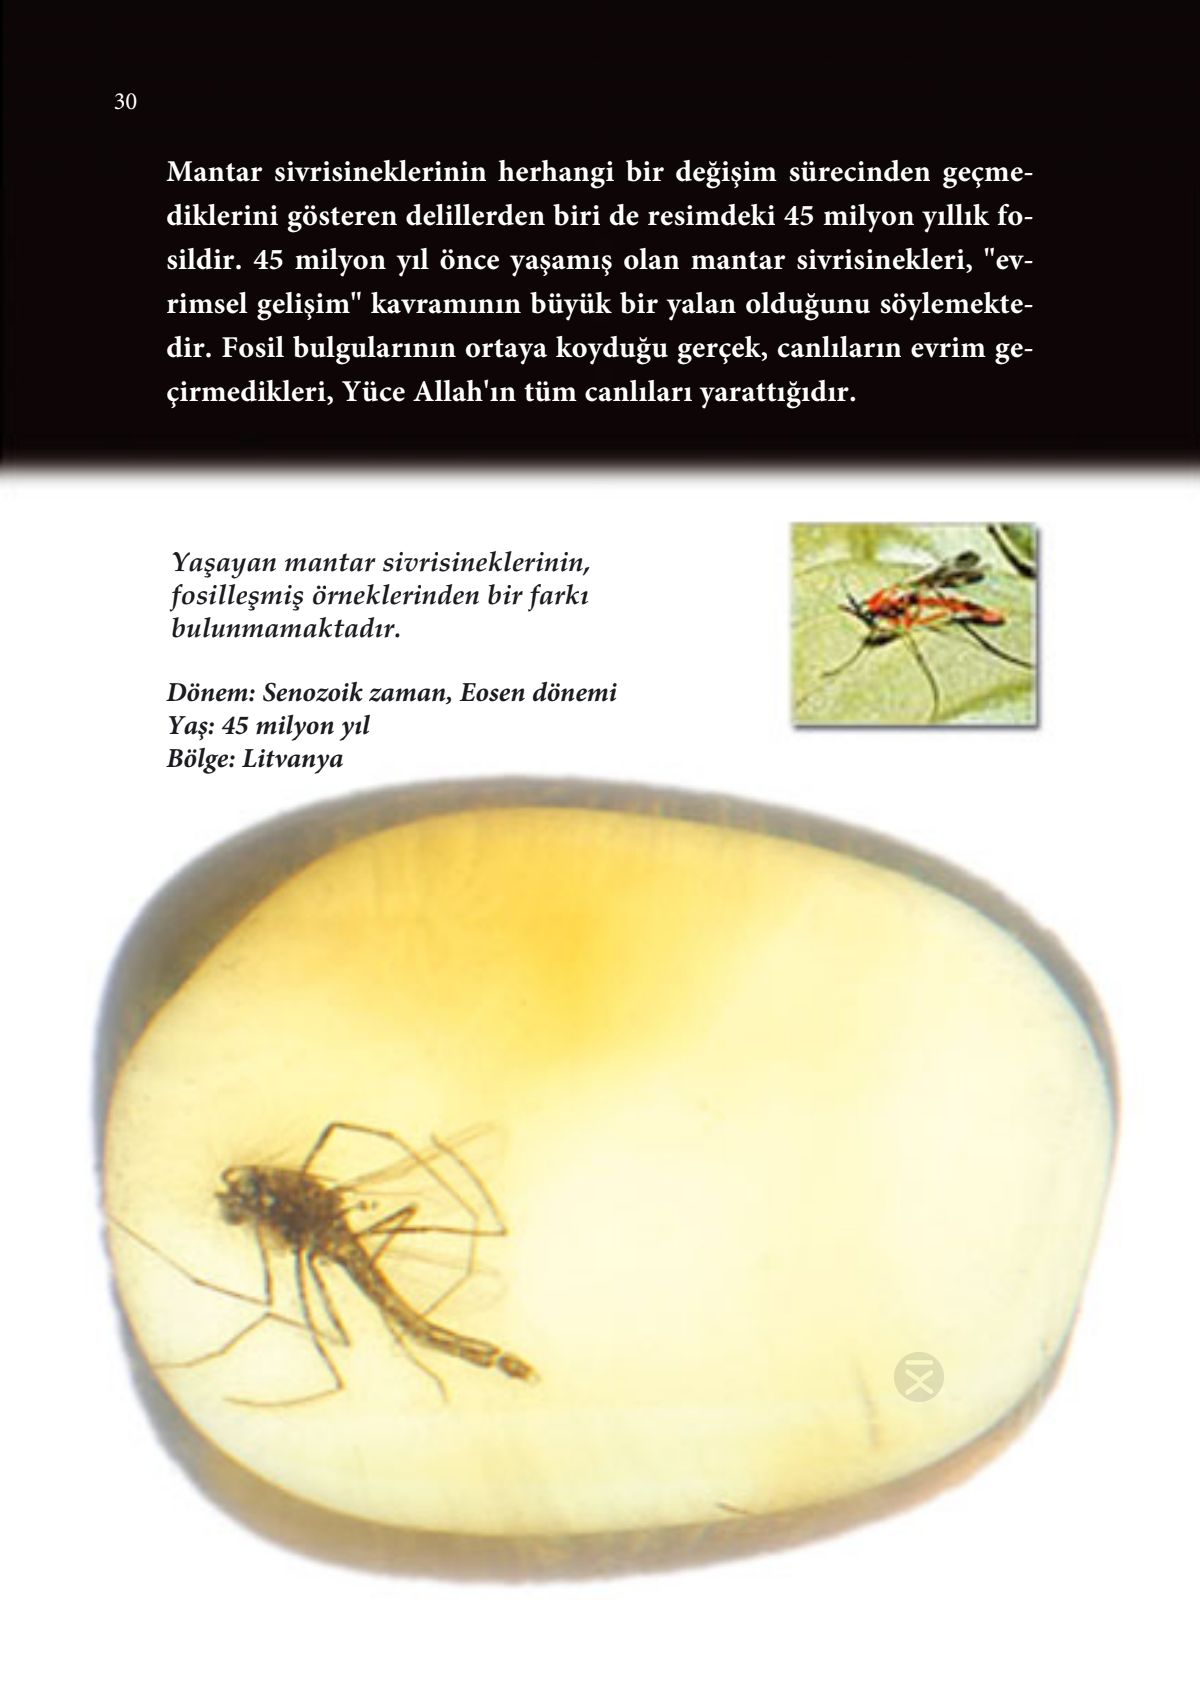 30
Mantar sivrisineklerinin herhangi bir değişim sürecinden geçme-
diklerini gösteren delillerden biri de resimdeki 45 milyon yıllık fo-
sildir. 45 milyon yıl önce yaşamış olan mantar sivrisinekleri, "ev-
rimsel gelişim" kavramının büyük bir yalan olduğunu söylemekte-
dir. Fosil bulgularının ortaya koyduğu gerçek, canlıların evrim ge-
çirmedikleri, Yüce Allah'ın tüm canlıları yarattığıdır.
Yaşayan mantar sivrisineklerinin,
fosilleşmiş örneklerinden bir farkı
bulunmamaktadır.
Dönem: Senozoik zaman, Eosen dönemi
Yaş: 45 milyon yıl
Bölge: Litvanya